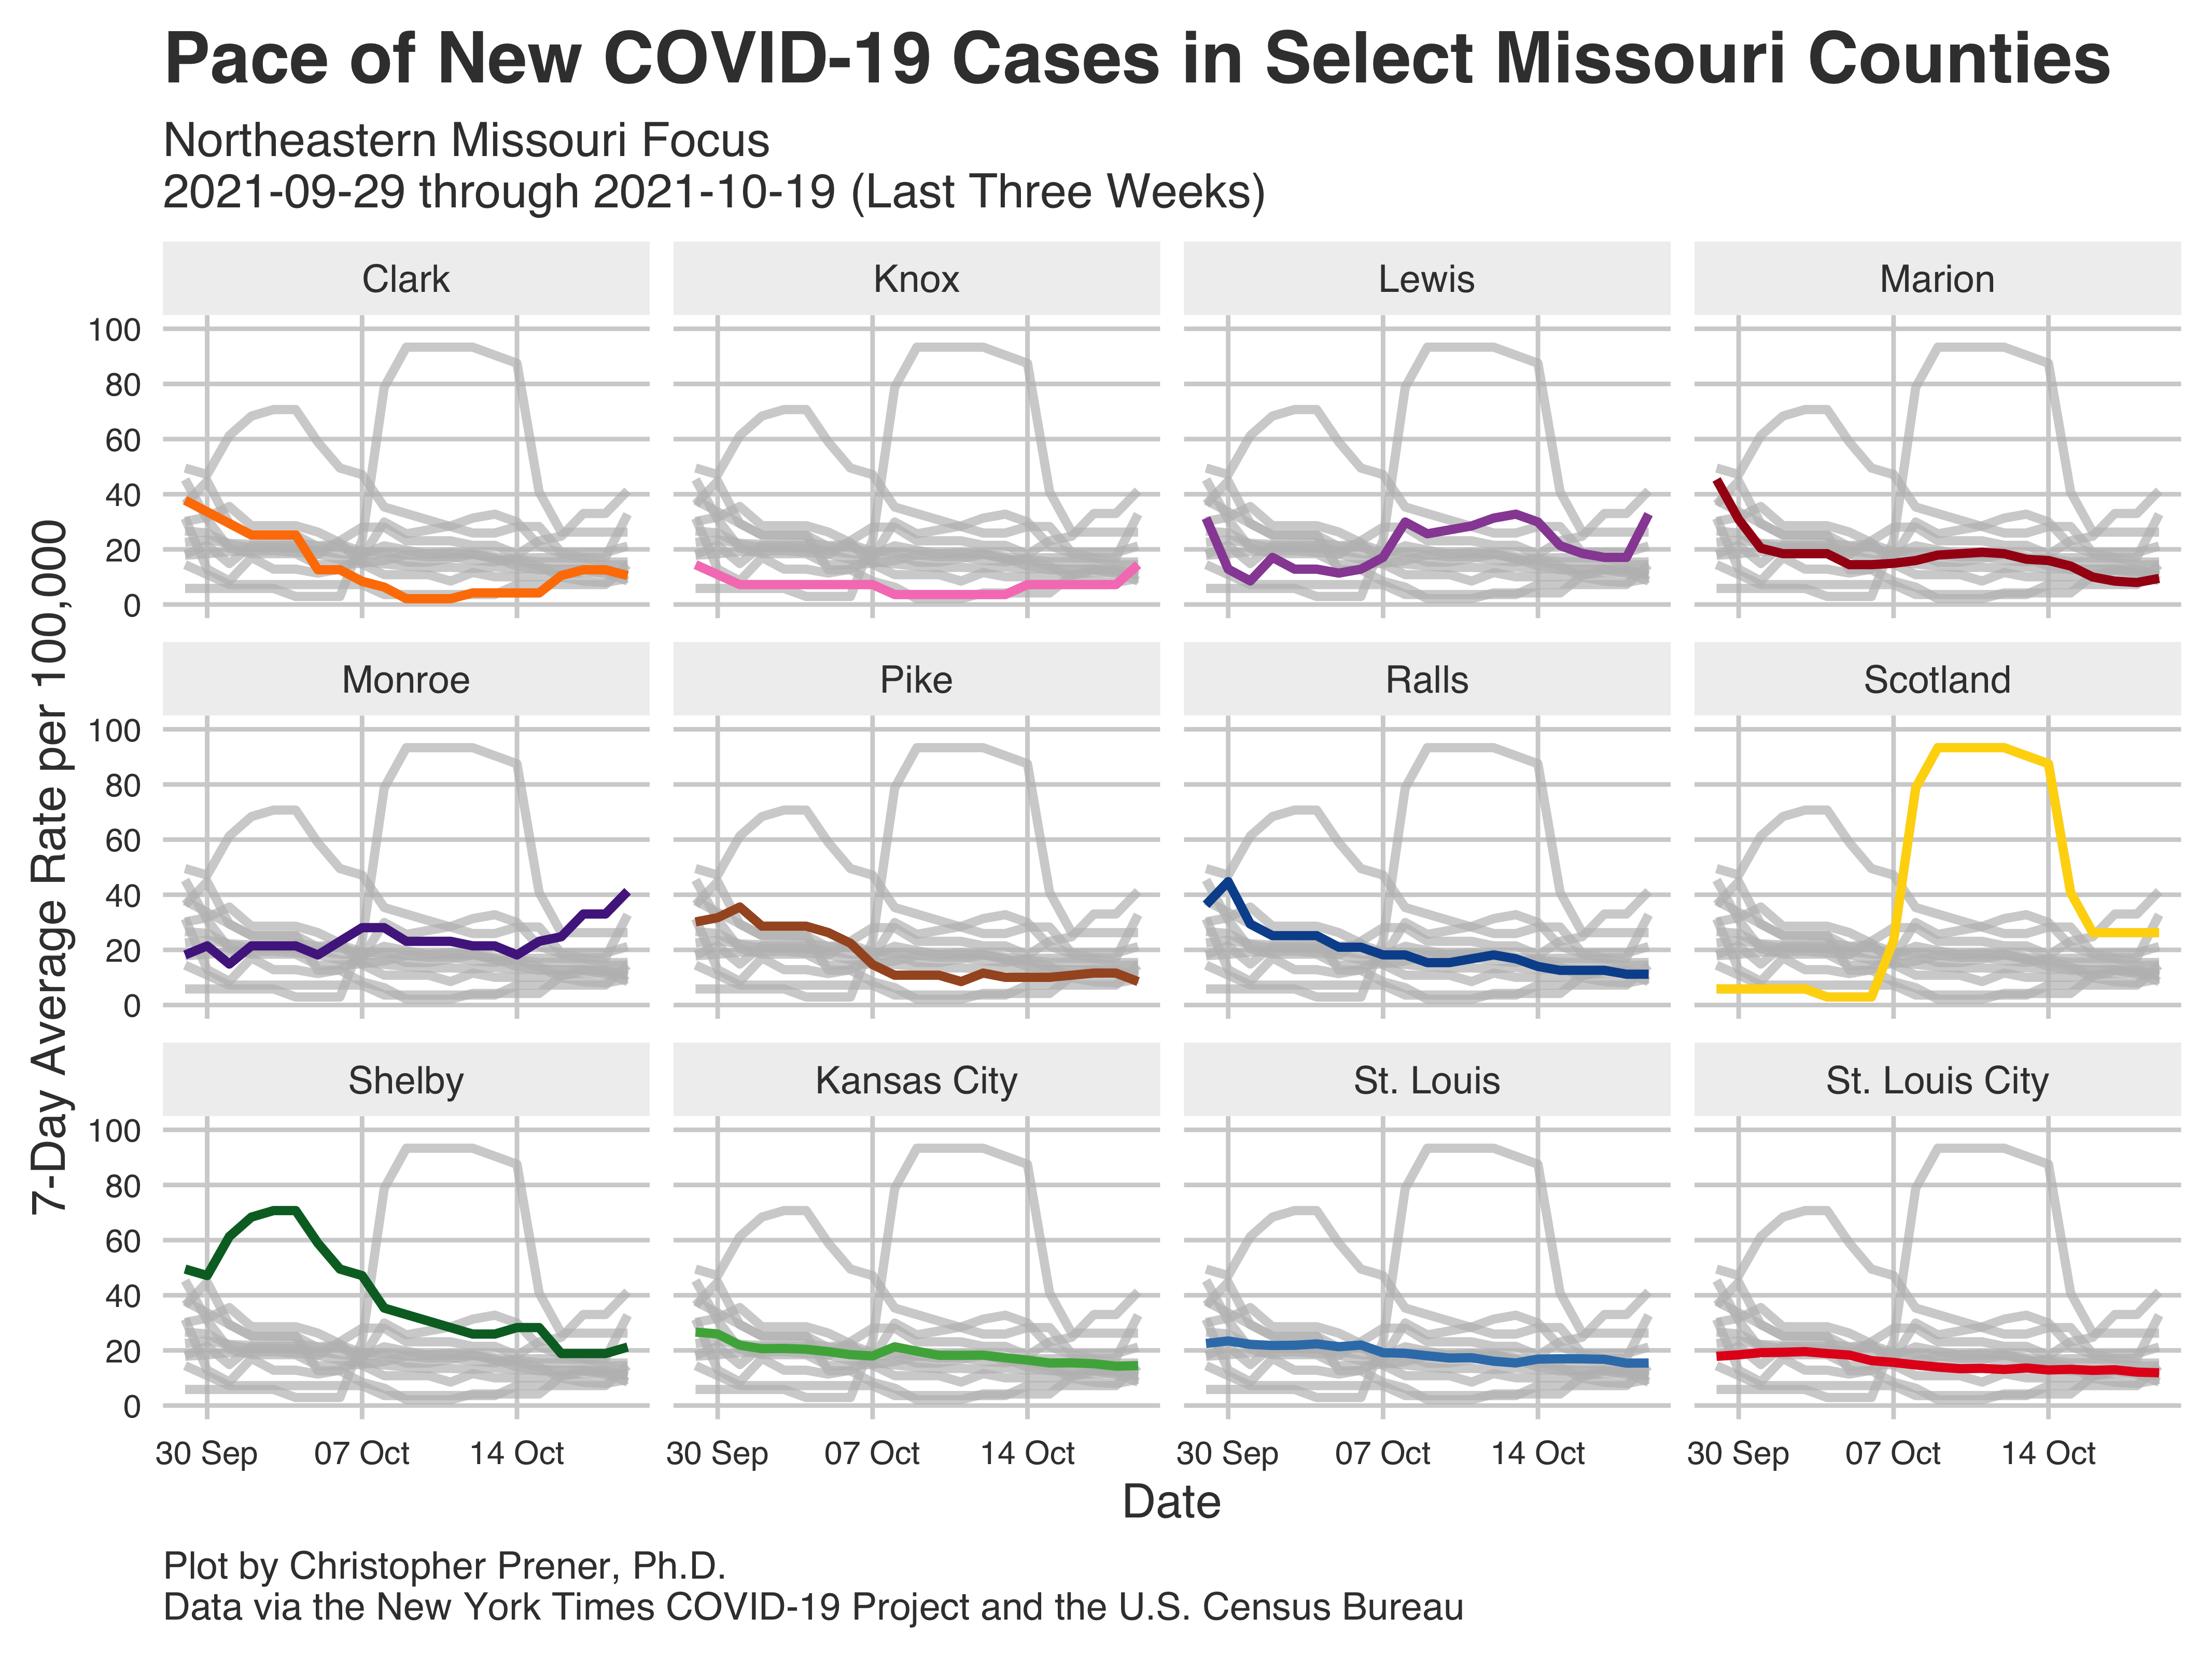 Pace of New COVID-19 Cases in Select Missouri Counties
Northeastern Missouri Focus
2021-09-29 through 2021-10-19 (Last Three Weeks)
Clark
Knox
Lewis
Marion
100
80
60
40
20
0
Monroe
Pike
Ralls
Scotland
100
80
60
40
20
0
Shelby
Kansas City
St. Louis
St. Louis City
100
80
60
40
20
0
7-Day Average Rate per 100,000
30 Sep 07 Oct 14 Oct
30 Sep 07 Oct 14 Oct
30 Sep 07 Oct 14 Oct
30 Sep 07 Oct 14 Oct
Date
Plot by Christopher Prener, Ph.D.
Data via the New York Times COVID-19 Project and the U.S. Census Bureau